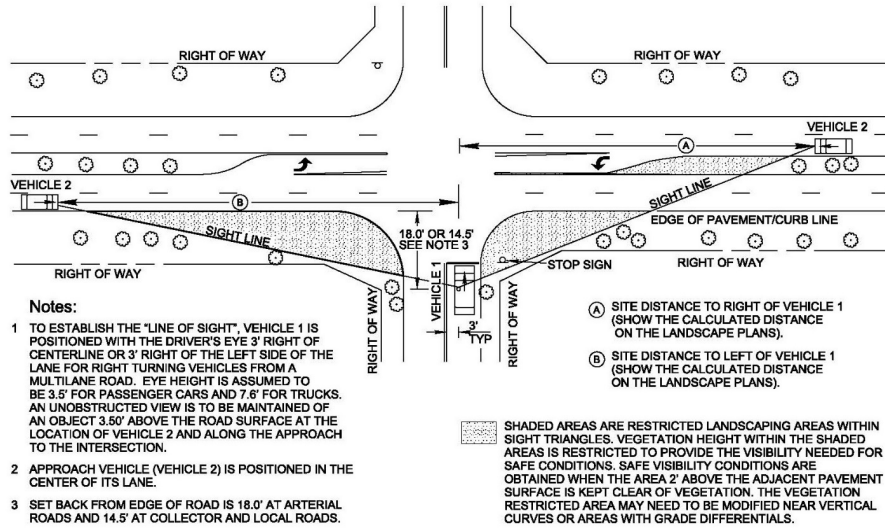 RIGHT OF WAY
RIGHT OF WAY
VEHICLE 2
A
VEHICLE 2
B
SIGHT LINE
EDGE OF PAVEMENT/CURB LINE
SIGHT LINE
18.0' OR 14.5'
SEE NOTE 3
STOP SIGN
RIGHT OF WAY
RIGHT OF WAY
VEHICLE 1
3'
TYP
RIGHT OF WAY
RIGHT OF WAY
Notes:
1 TO ESTABLISH THE "LINE OF SIGHT", VEHICLE 1 IS
POSITIONED WITH THE DRIVER'S EYE 3' RIGHT OF
CENTERLINE OR 3' RIGHT OF THE LEFT SIDE OF THE
LANE FOR RIGHT TURNING VEHICLES FROM A
MULTILANE ROAD. EYE HEIGHT IS ASSUMED TO
BE 3.5' FOR PASSENGER CARS AND 7.6' FOR TRUCKS.
AN UNOBSTRUCTED VIEW IS TO BE MAINTAINED OF
AN OBJECT 3.50' ABOVE THE ROAD SURFACE AT THE
LOCATION OF VEHICLE 2 AND ALONG THE APPROACH
TO THE INTERSECTION.
2 APPROACH VEHICLE (VEHICLE 2) IS POSITIONED IN THE
CENTER OF ITS LANE.
3 SET BACK FROM EDGE OF ROAD IS 18.0' AT ARTERIAL
ROADS AND 14.5' AT COLLECTOR AND LOCAL ROADS.
A SITE DISTANCE TO RIGHT OF VEHICLE 1
(SHOW THE CALCULATED DISTANCE
ON THE LANDSCAPE PLANS).
B SITE DISTANCE TO LEFT OF VEHICLE 1
(SHOW THE CALCULATED DISTANCE
ON THE LANDSCAPE PLANS).
SHADED AREAS ARE RESTRICTED LANDSCAPING AREAS WITHIN
SIGHT TRIANGLES. VEGETATION HEIGHT WITHIN THE SHADED
AREAS IS RESTRICTED TO PROVIDE THE VISIBILITY NEEDED FOR
SAFE CONDITIONS. SAFE VISIBILITY CONDITIONS ARE
OBTAINED WHEN THE AREA 2' ABOVE THE ADJACENT PAVEMENT
SURFACE IS KEPT CLEAR OF VEGETATION. THE VEGETATION
RESTRICTED AREA MAY NEED TO BE MODIFIED NEAR VERTICAL
CURVES OR AREAS WITH GRADE DIFFERENTIALS.